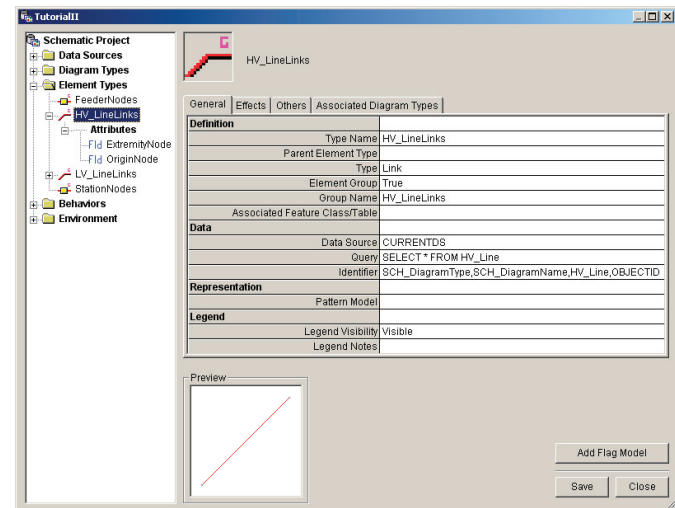 TutorialII
Schematic Project
Data Sources
Diagram Types
Element Types
FeederNodes
HV_LineLinks
Attributes
Fld ExtremityNode
Fld OriginNode
LV_LineLinks
StationNodes
Behaviors
Environment
G
HV_LineLinks
General Effects Others Associated Diagram Types
Definition
Type Name HV_LineLinks
Parent Element Type
Type Link
Element Group True
Group Name HV_LineLinks
Associated Feature Class/Table
Data
Data Source CURRENTDS
Query SELECT * FROM HV_Line
Identifier SCH_DiagramType,SCH_DiagramName,HV_Line,OBJECTID
Representation
Pattern Model
Legend
Legend Visibility Visible
Legend Notes
Preview
Add Flag Model
Save Close